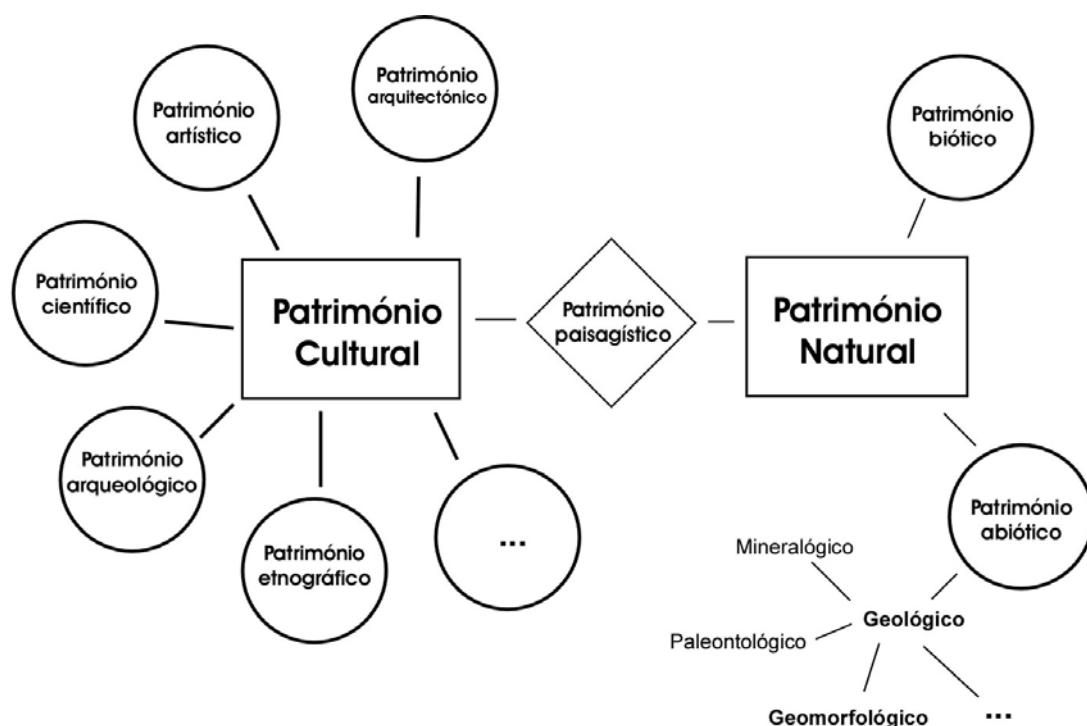 Património
arquitectónico
Património
artístico
Património
biótico
Património
científico
Património
Cultural
Património
paisagístico
Património
Natural
Património
arqueológico
Património
etnográfico
...
Património
abiótico
Mineralógico
Geológico
Paleontológico
Geomorfológico
...